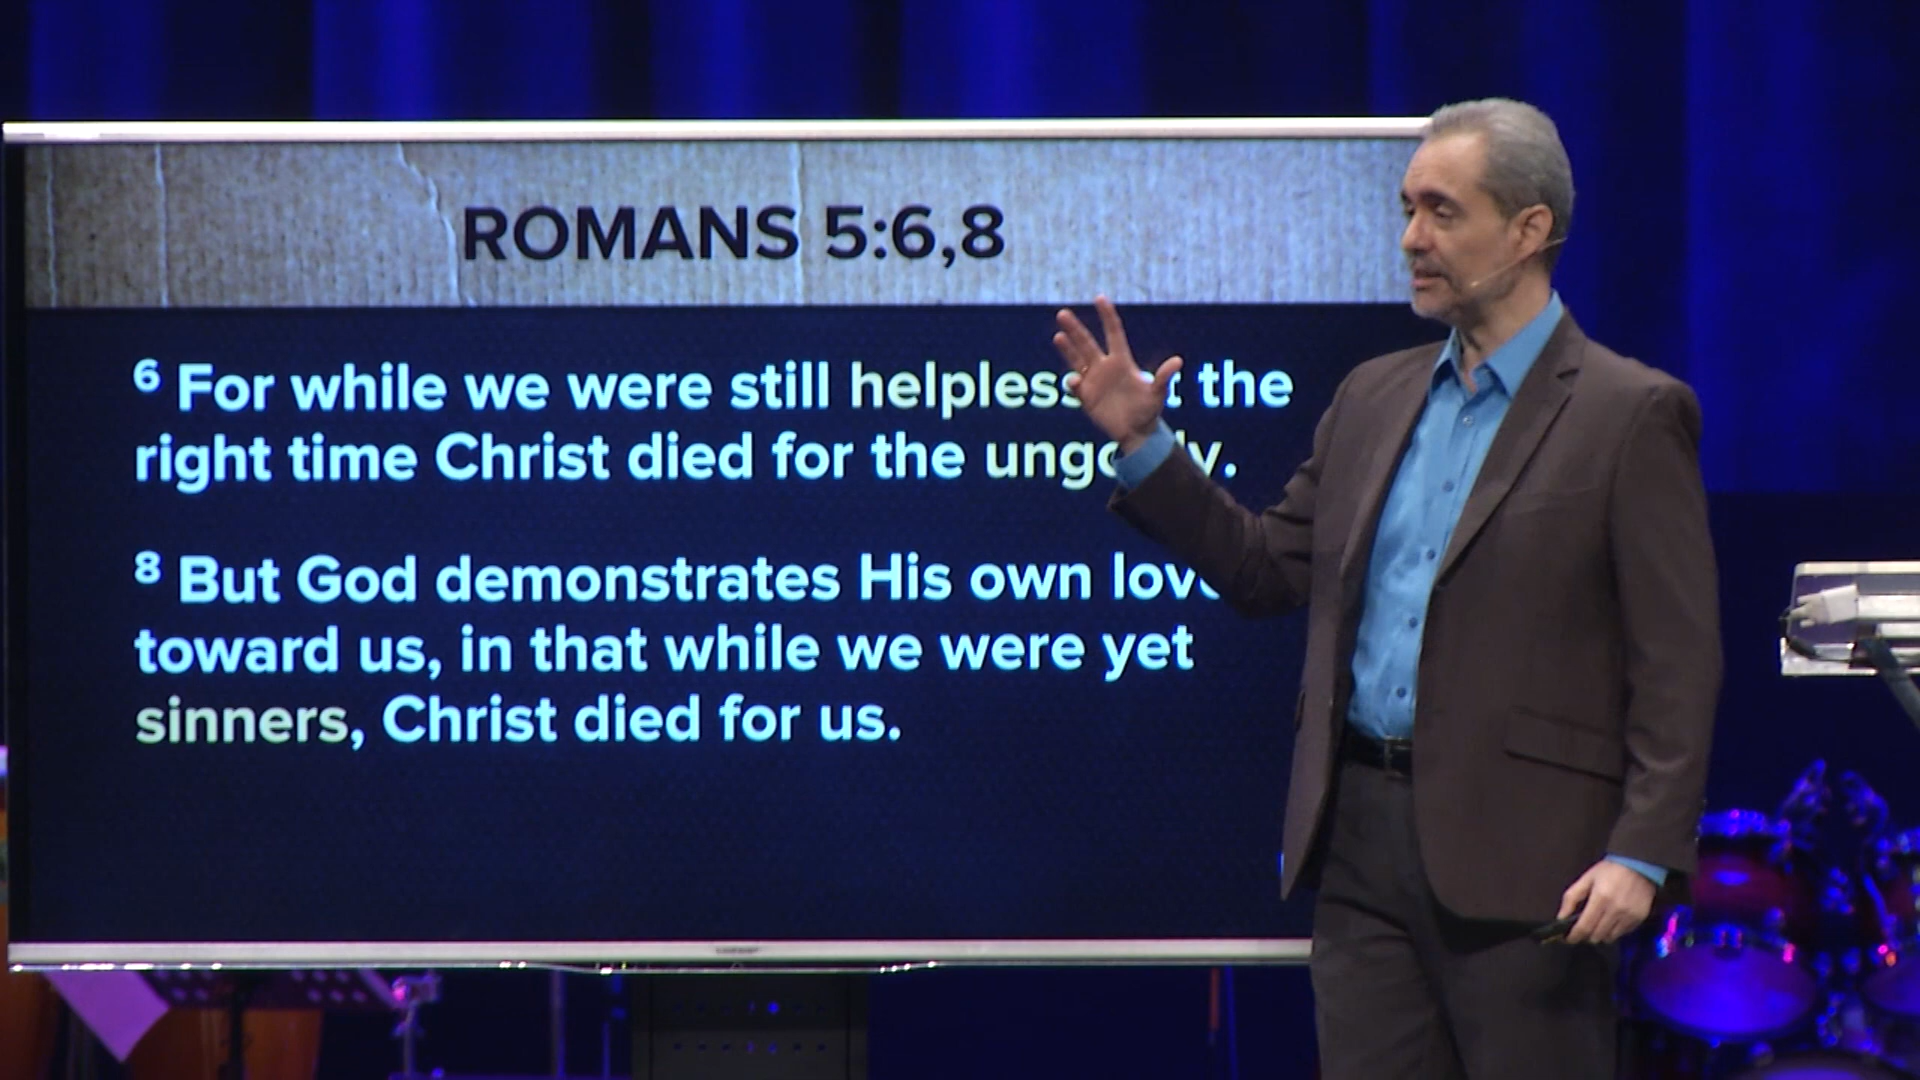 ROMANS 5:6,8
6 For while we were still helpless the
right time Christ died for the
8 But God demonstrates His own
toward us, in that while we were yet
sinners, Christ died for us.